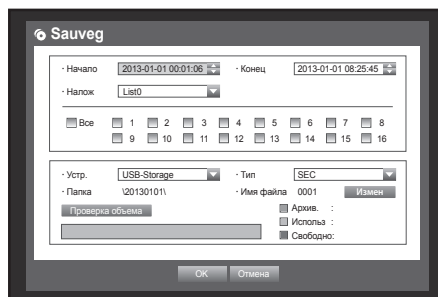 Sauveg
· Начало 2013-01-01 00:01:06 · Конец 2013-01-01 08:25:45
· Налож List0
Все 1 2 3 4 5 6 7 8
9 10 11 12 13 14 15 16
· Устр. USB-Storage · Тип SEC
· Папка \20130101\ · Имя файла 0001 Измен
Проверка объема Архив. :
Использ :
Свободно:
OK Отмена